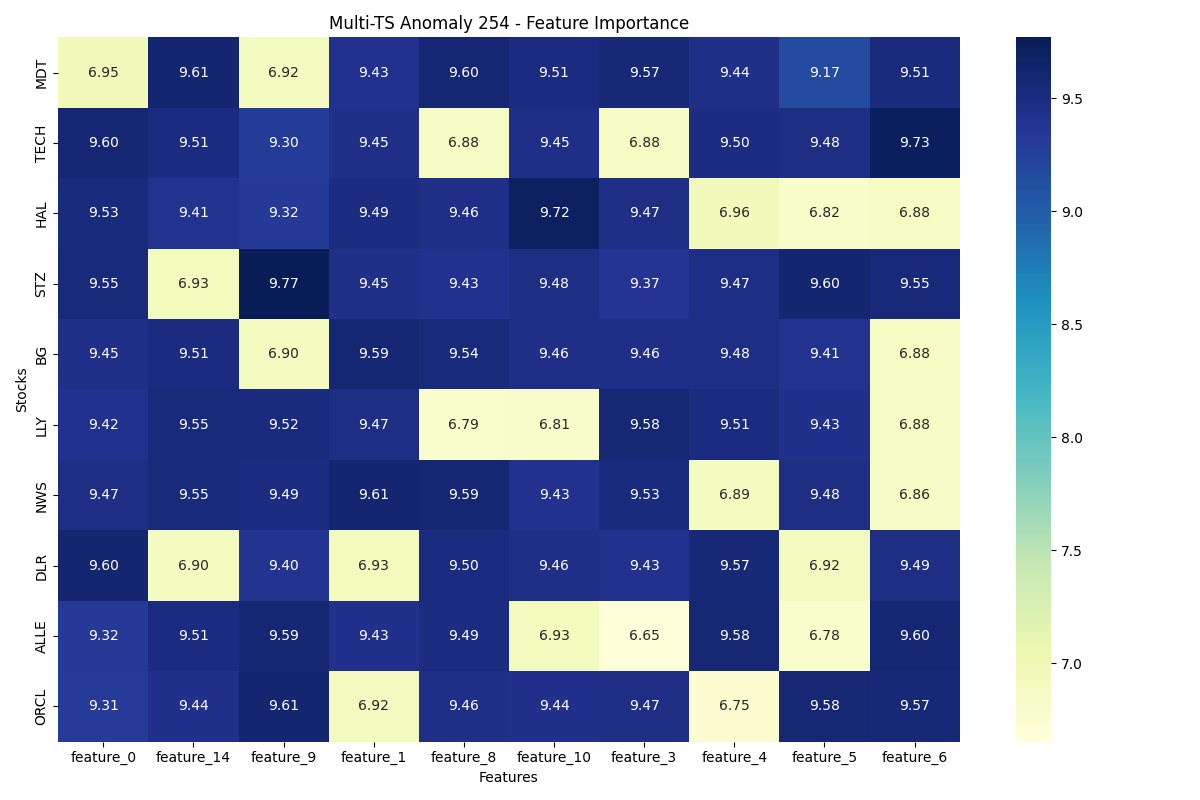 Multi-TS Anomaly 254 - Feature Importance
Stocks
MDT 6.95 9.61 6.92 9.43 9.60 9.51 9.57 9.44 9.17 9.51
TECH 9.60 9.51 9.30 9.45 6.88 9.45 6.88 9.50 9.48 9.73
HAL 9.53 9.41 9.32 9.49 9.46 9.72 9.47 6.96 6.82 6.88
STZ 9.55 6.93 9.77 9.45 9.43 9.48 9.37 9.47 9.60 9.55
BG 9.45 9.51 6.90 9.59 9.54 9.46 9.46 9.48 9.41 6.88
LLY 9.42 9.55 9.52 9.47 6.79 6.81 9.58 9.51 9.43 6.88
NWS 9.47 9.55 9.49 9.61 9.59 9.43 9.53 6.89 9.48 6.86
DLR 9.60 6.90 9.40 6.93 9.50 9.46 9.43 9.57 6.92 9.49
ALLE 9.32 9.51 9.59 9.43 9.49 6.93 6.65 9.58 6.78 9.60
ORCL 9.31 9.44 9.61 6.92 9.46 9.44 9.47 6.75 9.58 9.57
feature_0 feature_14 feature_9 feature_1 feature_8 feature_10 feature_3 feature_4 feature_5 feature_6
Features
9.5
9.0
8.5
8.0
7.5
7.0